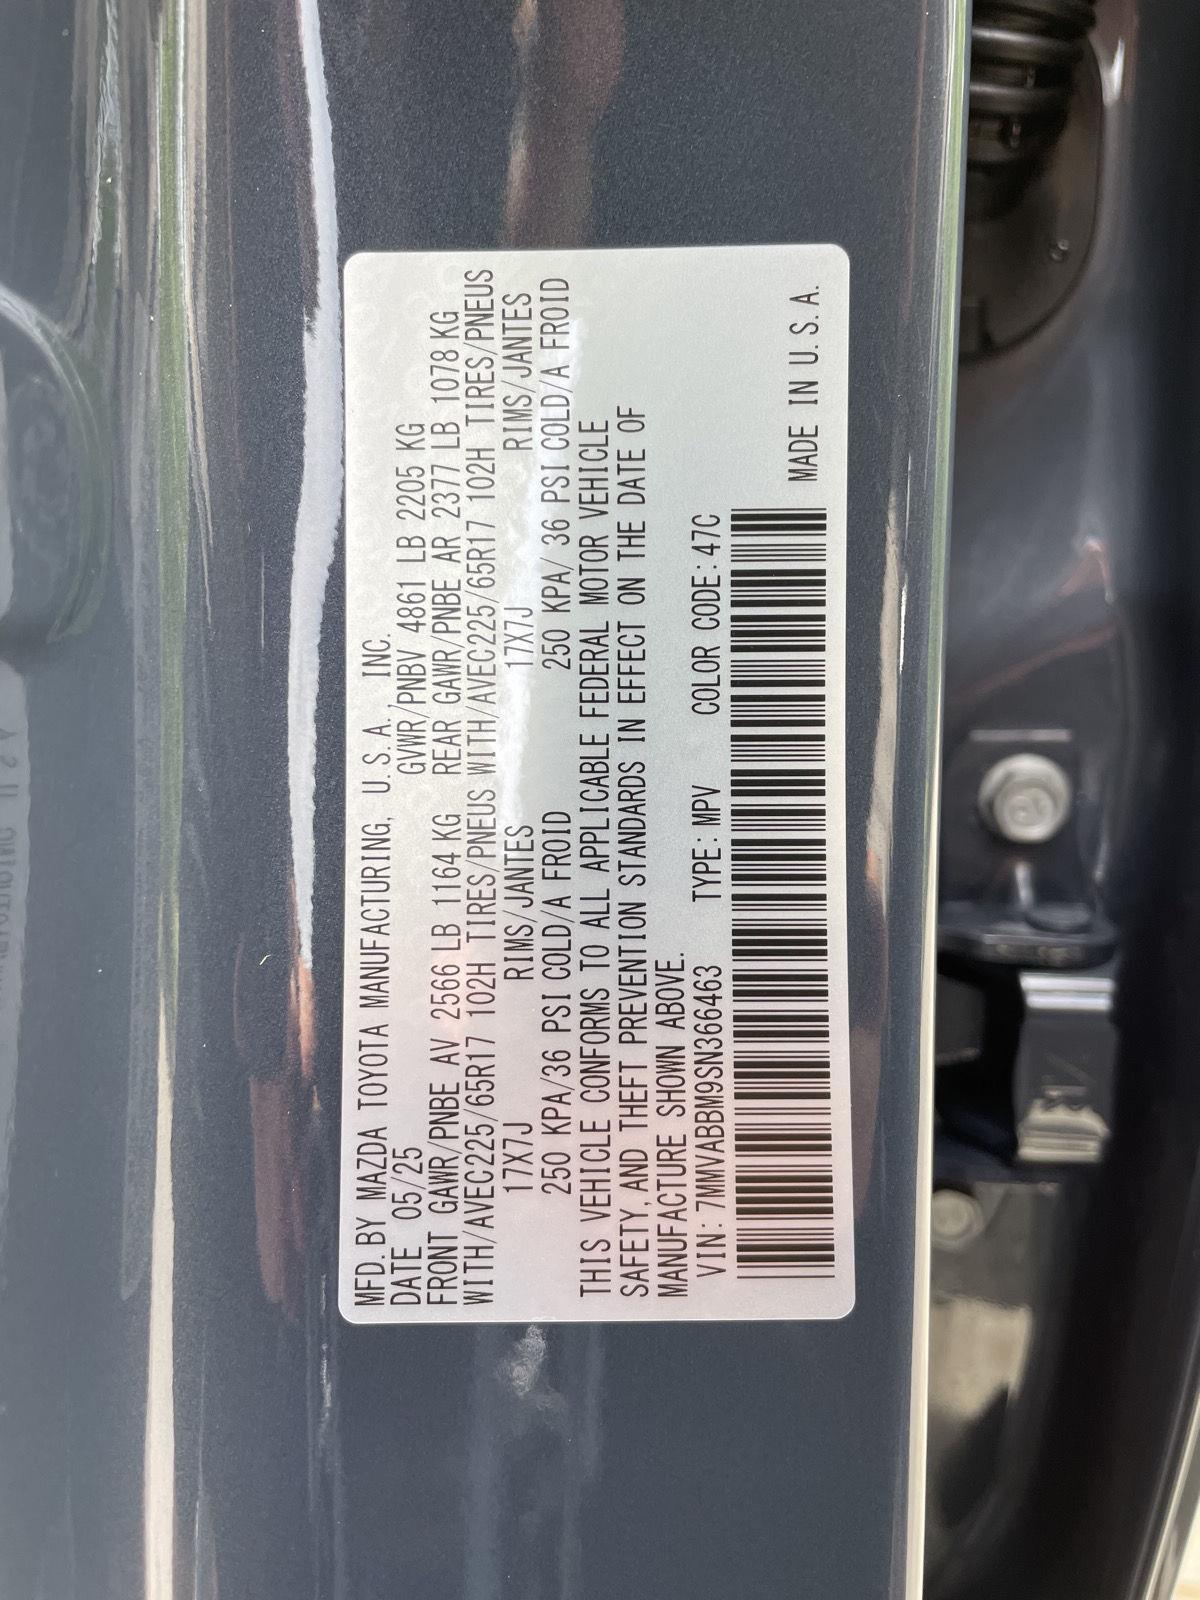 MFD. BY MAZDA TOYOTA MANUFACTURING, U. S. A. INC.
DATE 05/25 GVWR/PNBV 4861 LB 2205 KG
FRONT GAWR/PNBE AV 2566 LB 1164 KG REAR GAWR/PNBE AR 2377 LB 1078 KG
WITH/AVEC225/65R17 102H TIRES/PNEUS WITH/AVEC225/65R17 102H TIRES/PNEUS
17X7J RIMS/JANTES 17X7J RIMS/JANTES
250 KPA/36 PSI COLD/A FROID 250 KPA/ 36 PSI COLD/A FROID
THIS VEHICLE CONFORMS TO ALL APPLICABLE FEDERAL MOTOR VEHICLE
SAFETY, AND THEFT PREVENTION STANDARDS IN EFFECT ON THE DATE OF
MANUFACTURE SHOWN ABOVE.
VIN: 7MMVABBM9SN366463 TYPE: MPV COLOR CODE: 47C
MADE IN U. S. A.